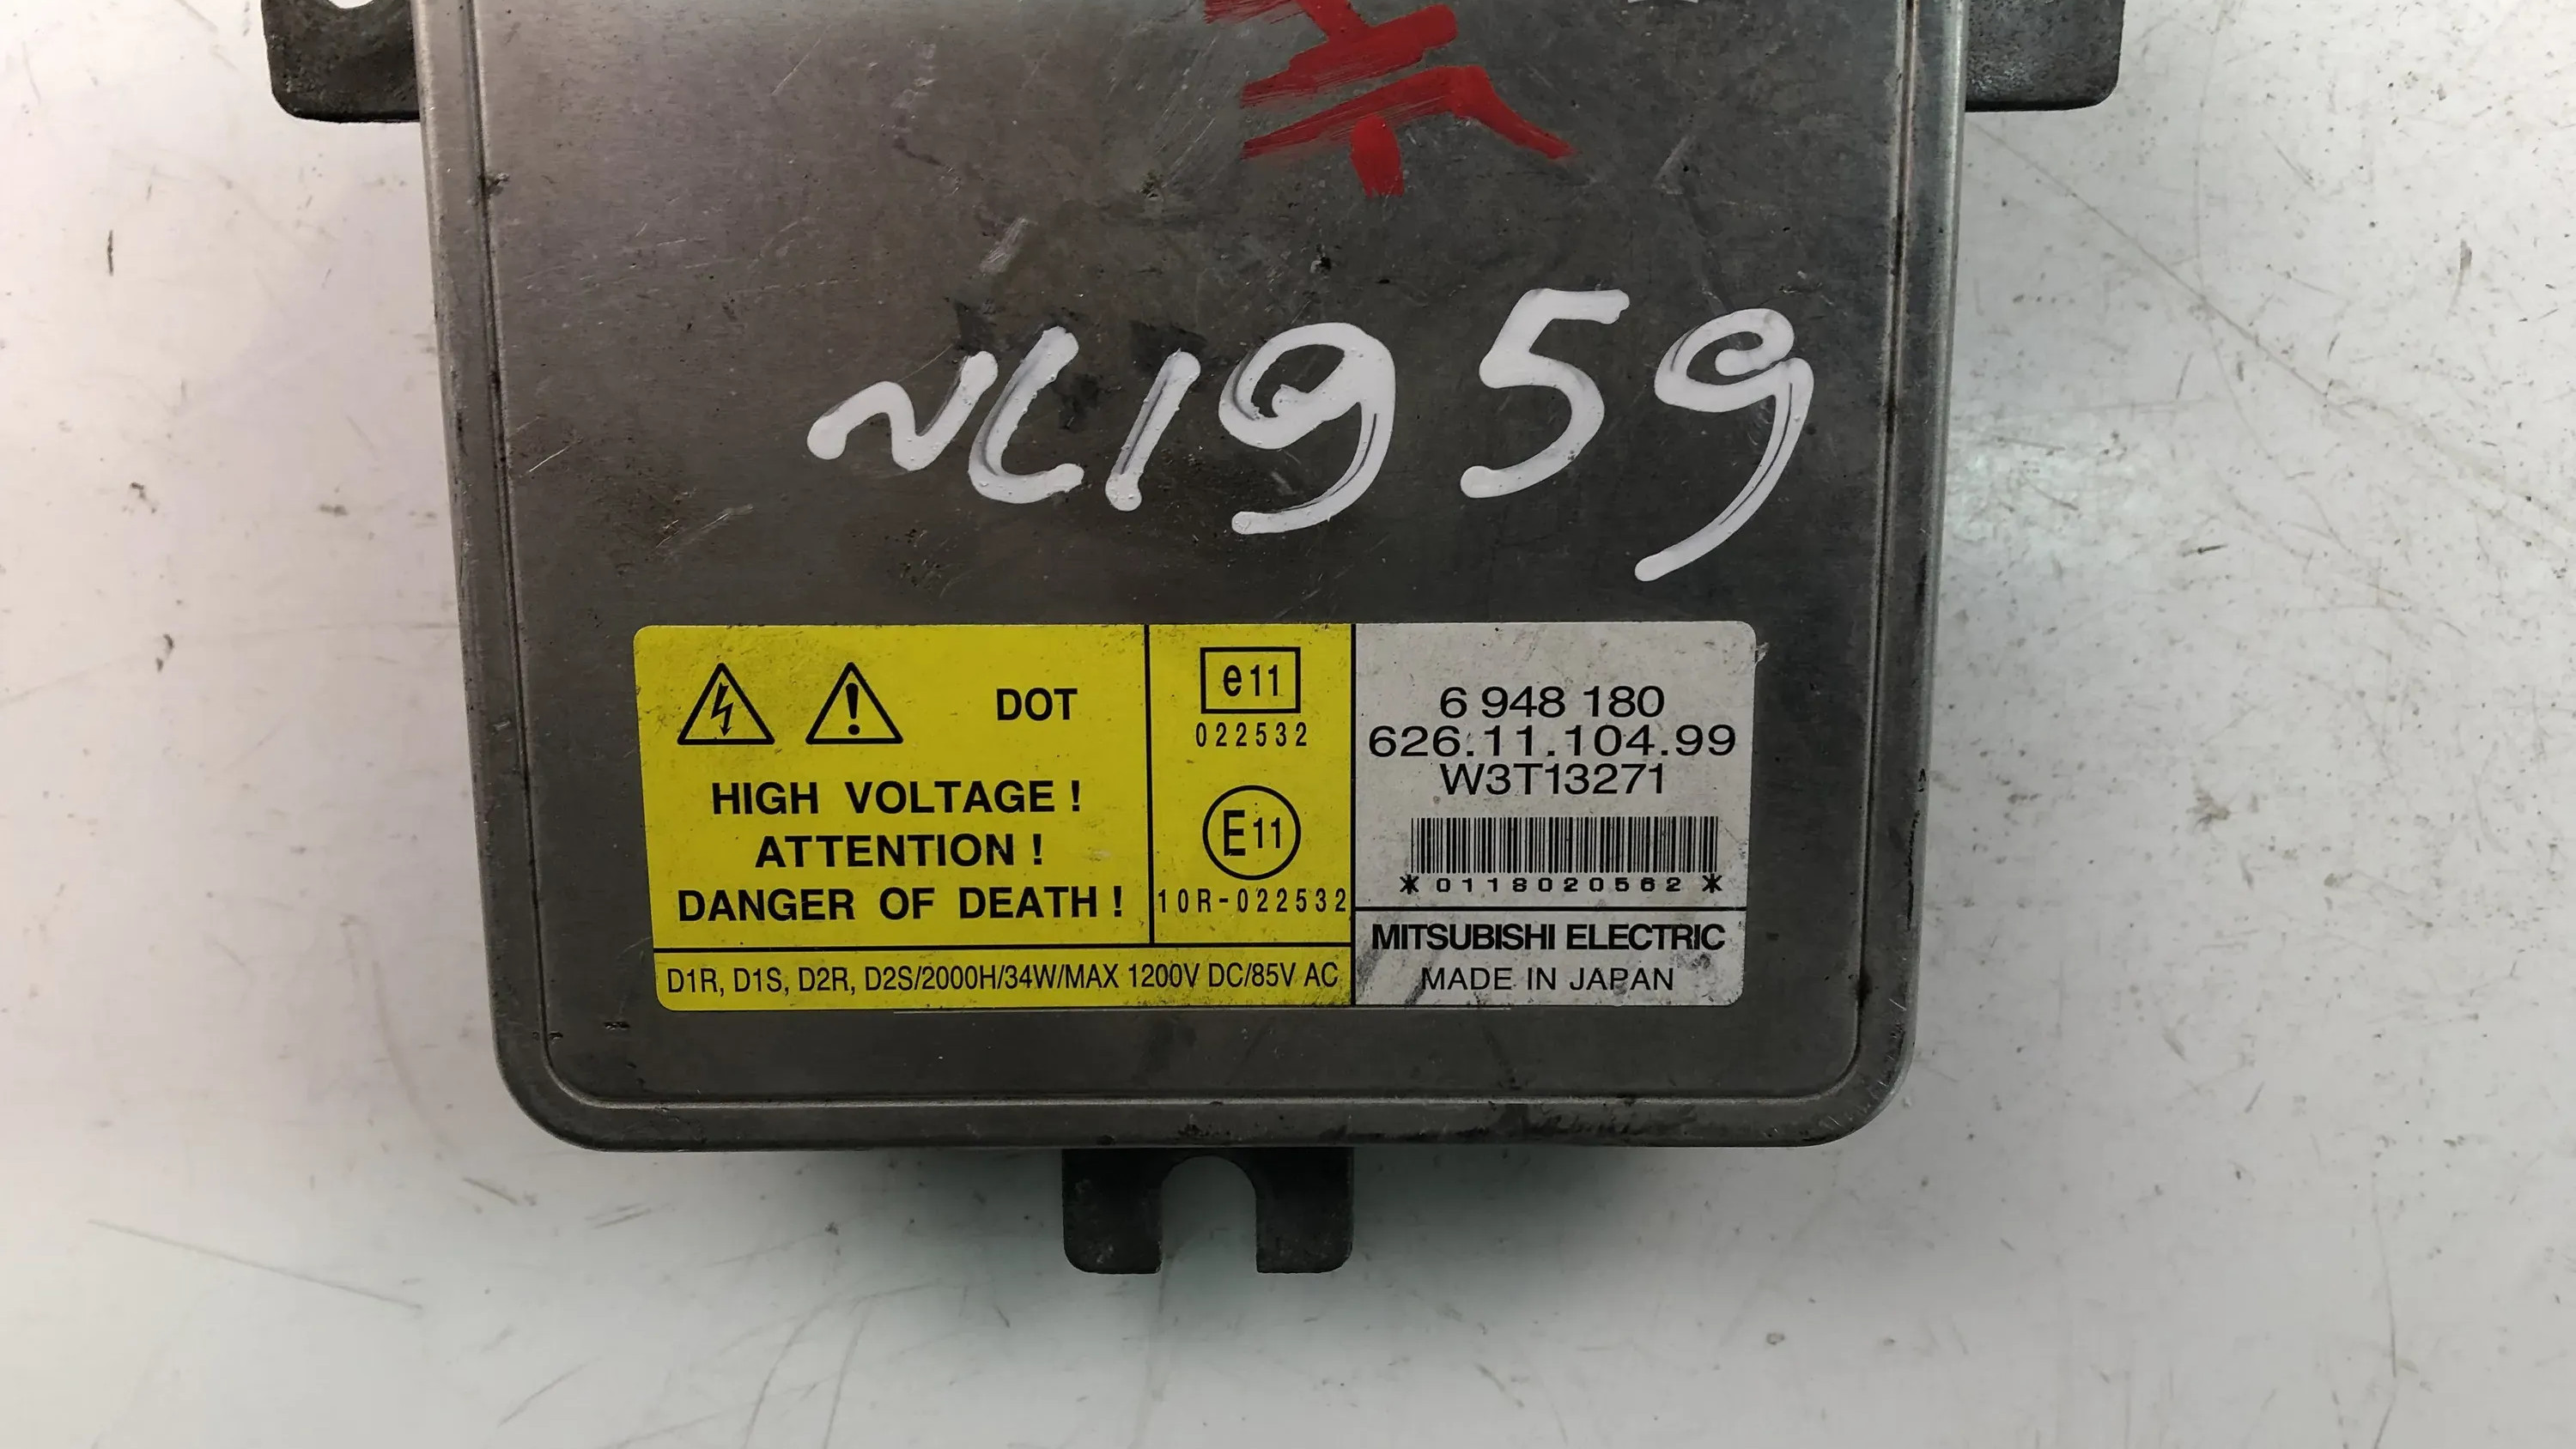 NL1959
DOT
HIGH VOLTAGE !
ATTENTION !
DANGER OF DEATH !
e11
022532
E11
10R-022532
D1R, D1S, D2R, D2S/2000H/34W/MAX 1200V DC/85V AC
6 948 180
626.11.104.99
W3T13271
*0118020562*
MITSUBISHI ELECTRIC
MADE IN JAPAN